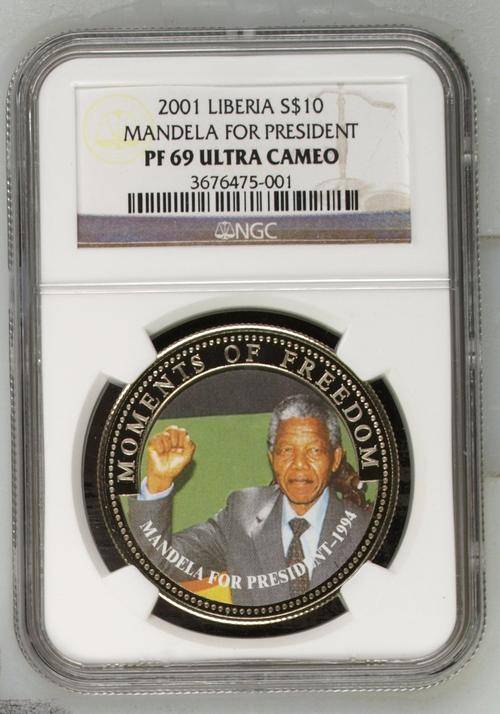 2001 LIBERIA S$10
MANDELA FOR PRESIDENT
PF 69 ULTRA CAMEO
3676475-001
NGC
MOMENTS OF FREEDOM
MANDELA FOR PRESIDENT-1994